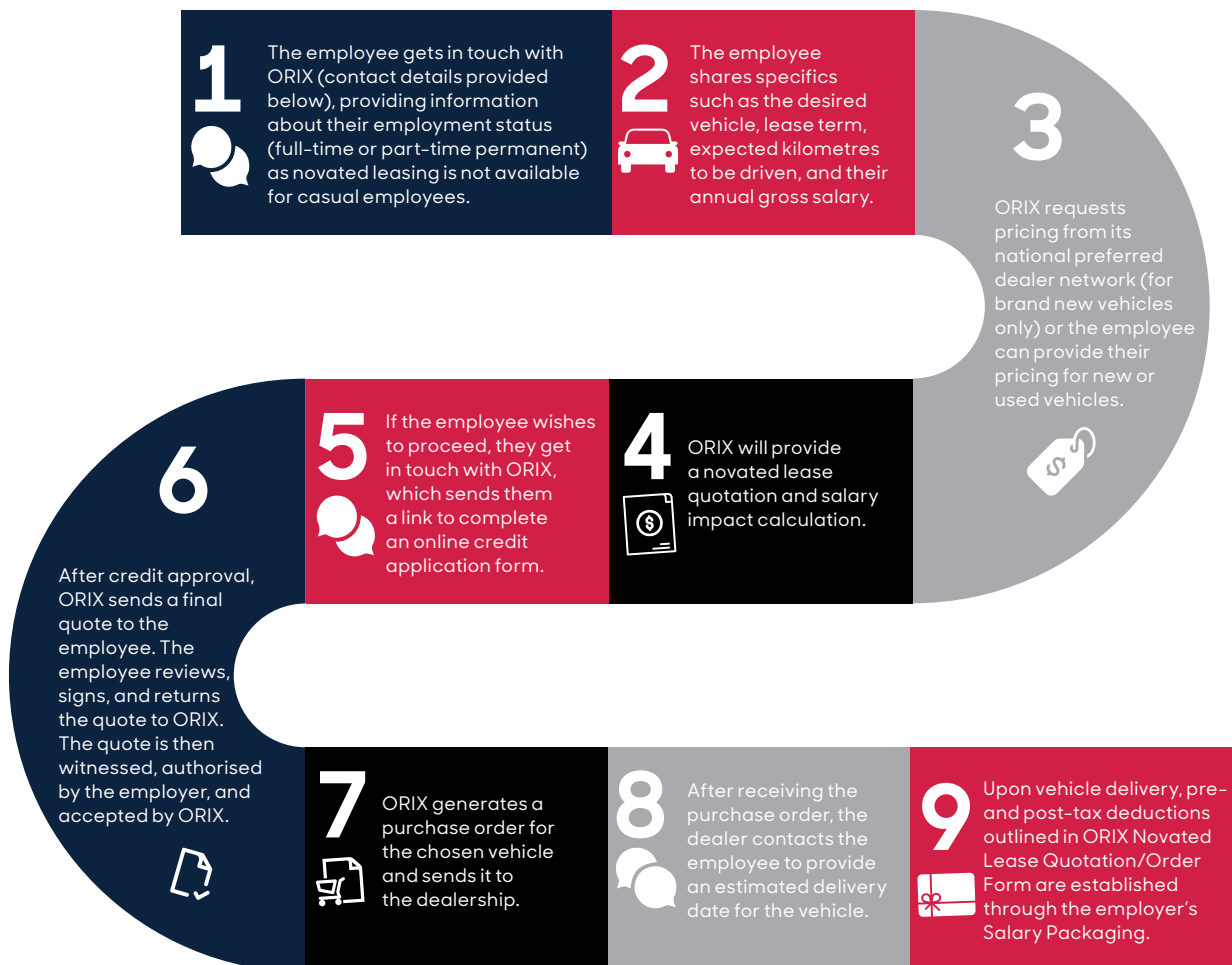 1
The employee gets in touch with
ORIX (contact details provided
below), providing information
about their employment status
(full-time or part-time permanent)
as novated leasing is not available
for casual employees.
2
The employee
shares specifics
such as the desired
vehicle, lease term,
expected kilometres
to be driven, and their
annual gross salary.
3
ORIX requests
pricing from its
national preferred
dealer network (for
brand new vehicles
only) or the employee
can provide their
pricing for new or
used vehicles.
$
4
ORIX will provide
a novated lease
quotation and salary
impact calculation.
$
5
If the employee wishes
to proceed, they get
in touch with ORIX,
which sends them
a link to complete
an online credit
application form.
6
After credit approval,
ORIX sends a final
quote to the
employee. The
employee reviews,
signs, and returns
the quote to ORIX.
The quote is then
witnessed, authorised
by the employer, and
accepted by ORIX.
7
ORIX generates a
purchase order for
the chosen vehicle
and sends it to
the dealership.
8
After receiving the
purchase order, the
dealer contacts the
employee to provide
an estimated delivery
date for the vehicle.
9
Upon vehicle delivery, pre-
and post-tax deductions
outlined in ORIX Novated
Lease Quotation/Order
Form are established
through the employer’s
Salary Packaging.